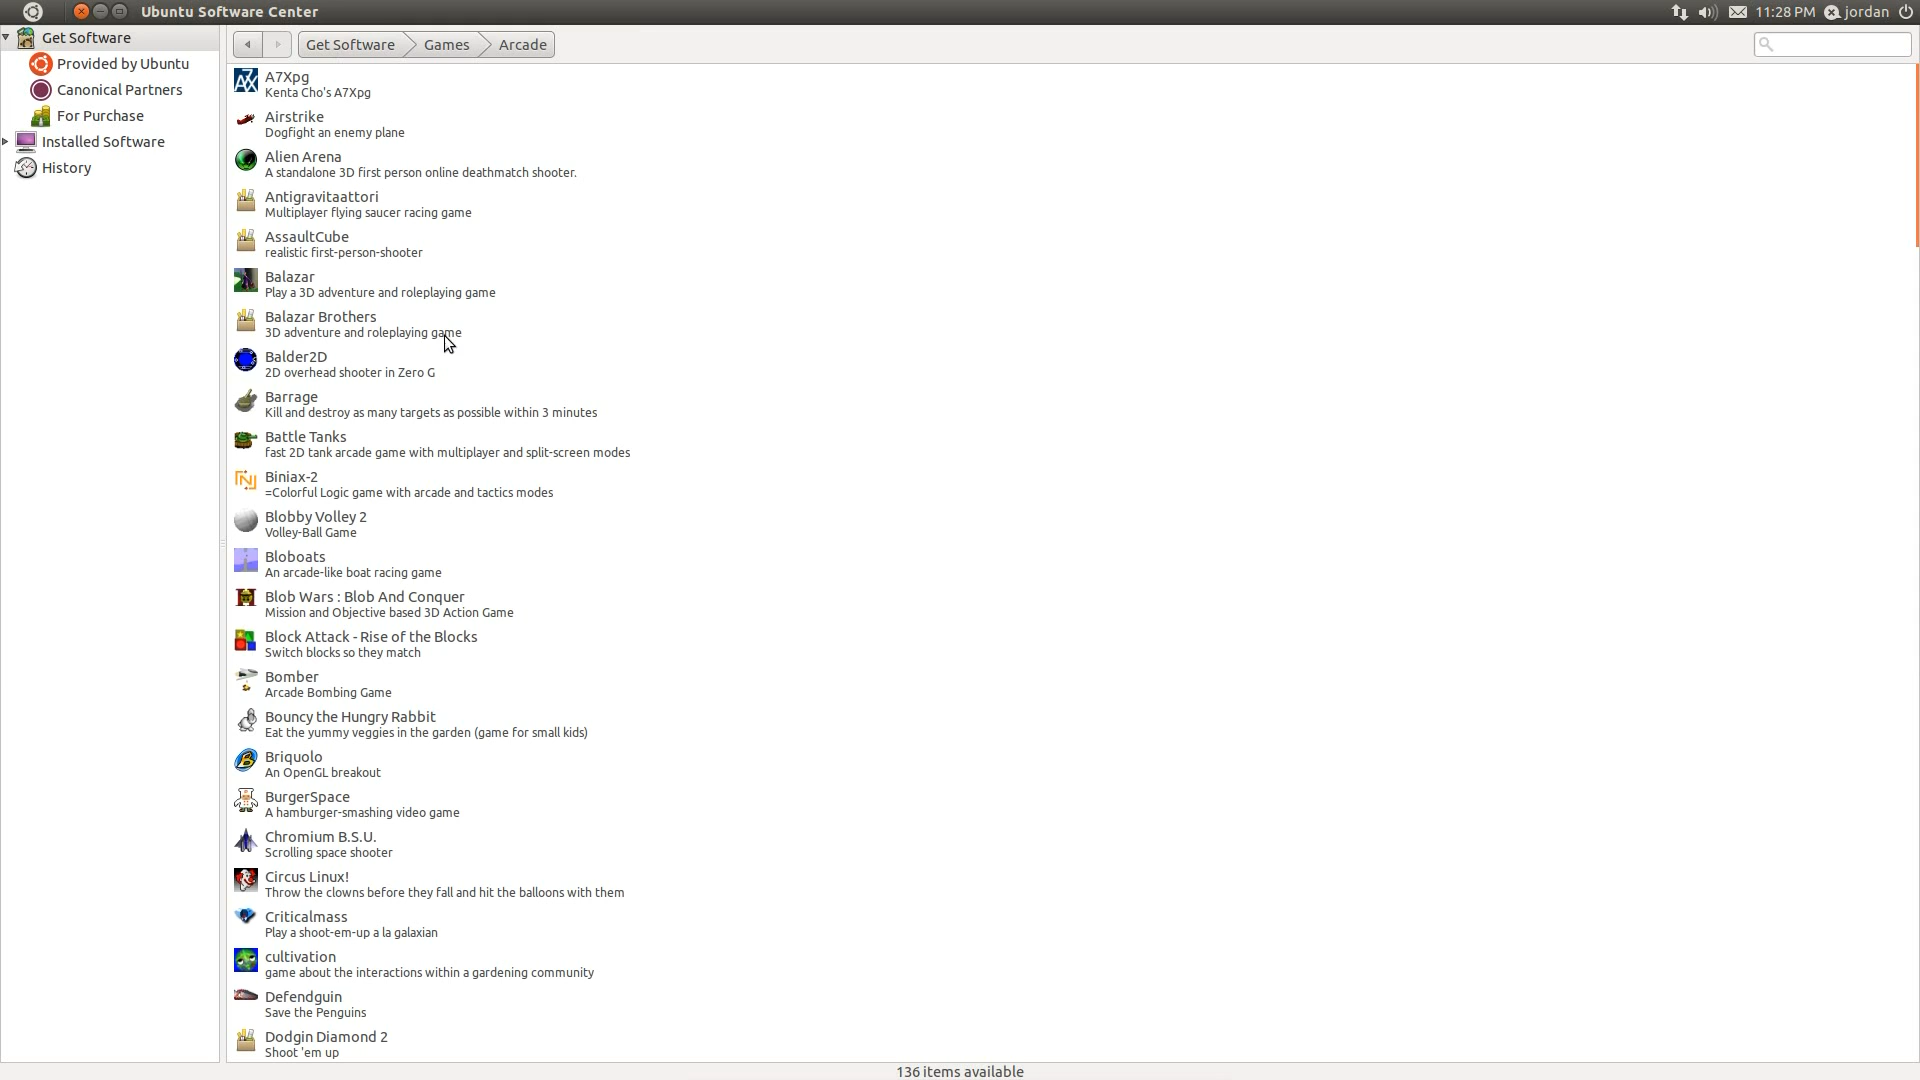 Ubuntu Software Center
11:28 PM jordan
Get Software
Provided by Ubuntu
Canonical Partners
For Purchase
Installed Software
History
Get Software Games Arcade
A7Xpg
Kenta Cho's A7Xpg
Airstrike
Dogfight an enemy plane
Alien Arena
A standalone 3D first person online deathmatch shooter.
Antigravitaattori
Multiplayer flying saucer racing game
AssaultCube
realistic first-person-shooter
Balazar
Play a 3D adventure and roleplaying game
Balazar Brothers
3D adventure and roleplaying game
Balder2D
2D overhead shooter in Zero G
Barrage
Kill and destroy as many targets as possible within 3 minutes
Battle Tanks
fast 2D tank arcade game with multiplayer and split-screen modes
Biniax-2
=Colorful Logic game with arcade and tactics modes
Blobby Volley 2
Volley-Ball Game
Bloboats
An arcade-like boat racing game
Blob Wars : Blob And Conquer
Mission and Objective based 3D Action Game
Block Attack - Rise of the Blocks
Switch blocks so they match
Bomber
Arcade Bombing Game
Bouncy the Hungry Rabbit
Eat the yummy veggies in the garden (game for small kids)
Briquolo
An OpenGL breakout
BurgerSpace
A hamburger-smashing video game
Chromium B.S.U.
Scrolling space shooter
Circus Linux!
Throw the clowns before they fall and hit the balloons with them
Criticalmass
Play a shoot-em-up a la galaxian
cultivation
game about the interactions within a gardening community
Defendguin
Save the Penguins
Dodgin Diamond 2
Shoot 'em up
136 items available